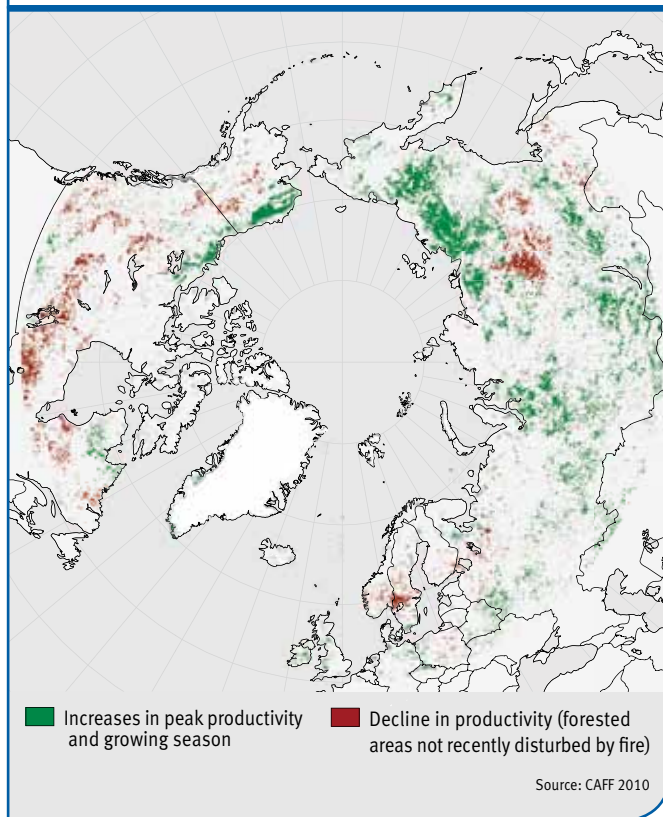 Increases in peak productivity
and growing season
Decline in productivity (forested
areas not recently disturbed by fire)
Source: CAFF 2010